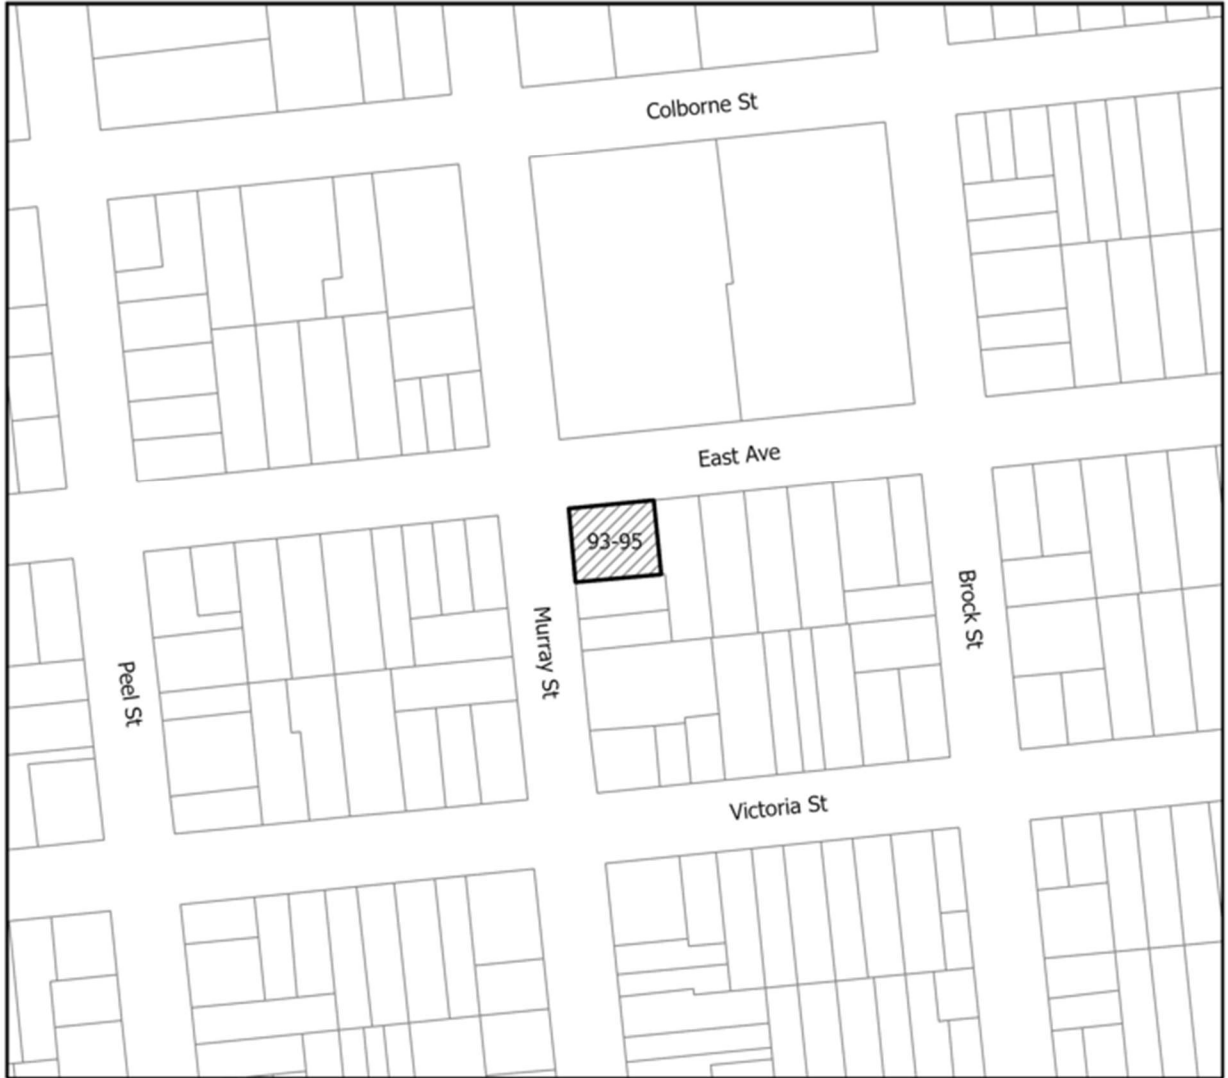 Colborne St
East Ave
93-95
Brock St
Murray St
Peel St
Victoria St